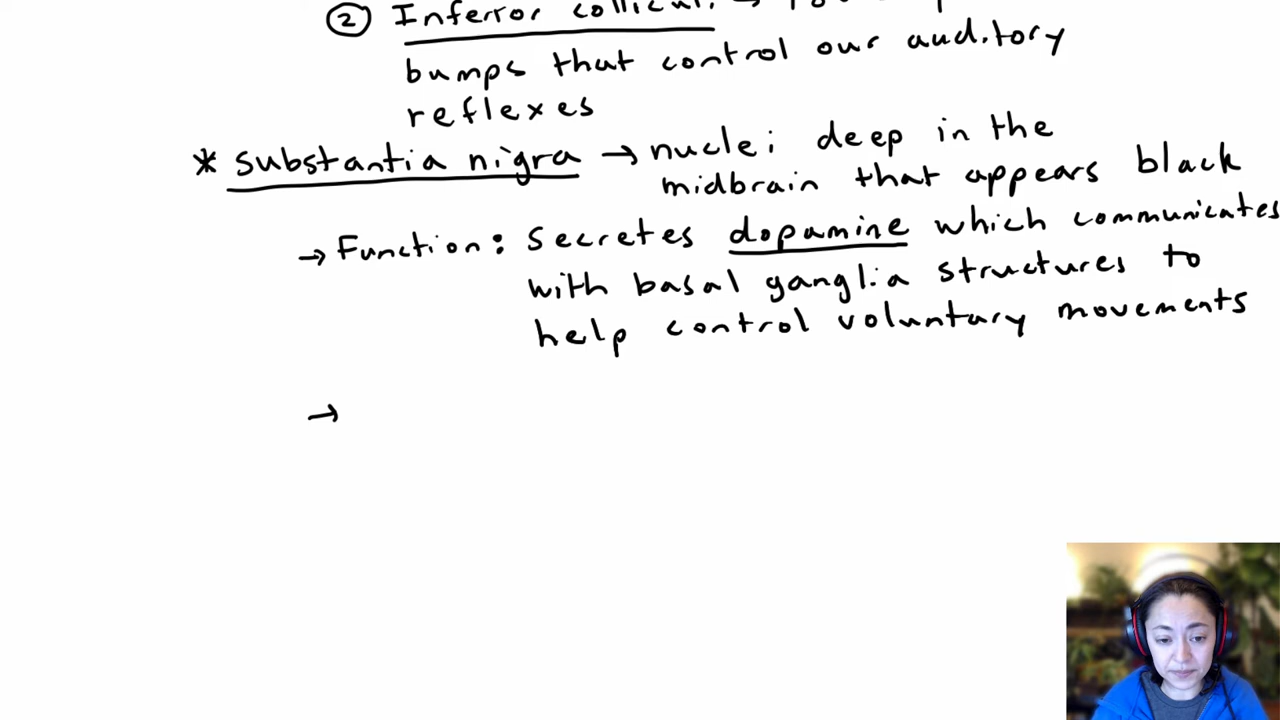 ② Inferior colliculi →
bumps that control our auditory
reflexes
* substantia nigra → nuclei deep in the
midbrain that appears black
→ Function: Secretes dopamine which communicates
with basal ganglia structures to
help control voluntary movements
→